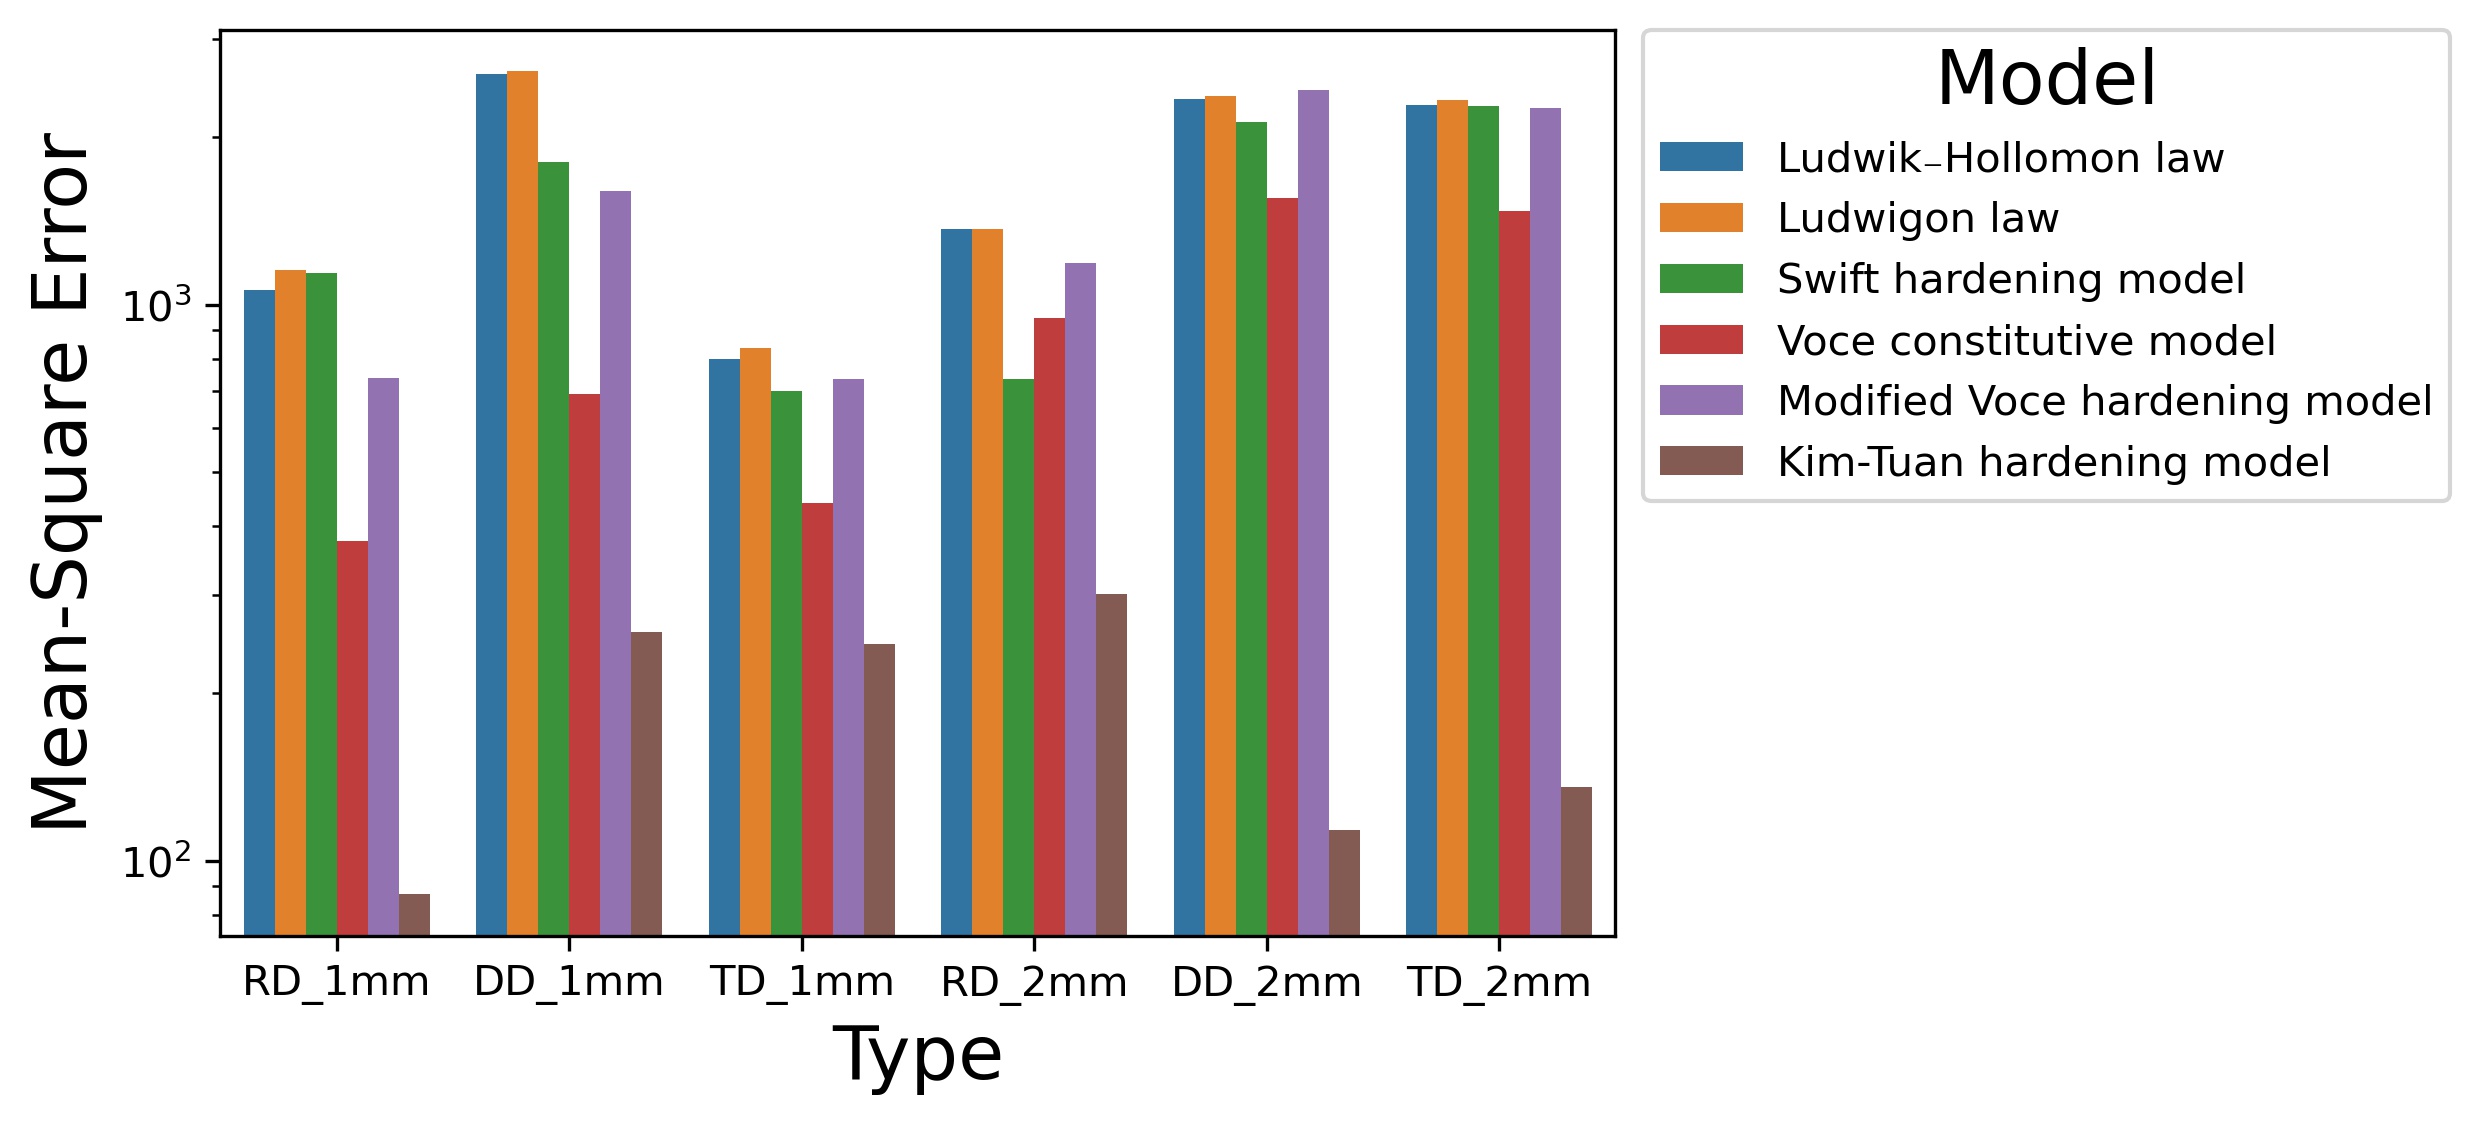 Mean-Square Error
10³
10²
RD_1mm DD_1mm TD_1mm RD_2mm DD_2mm TD_2mm
Type
Model
Ludwik₋Hollomon law
Ludwigon law
Swift hardening model
Voce constitutive model
Modified Voce hardening model
Kim-Tuan hardening model